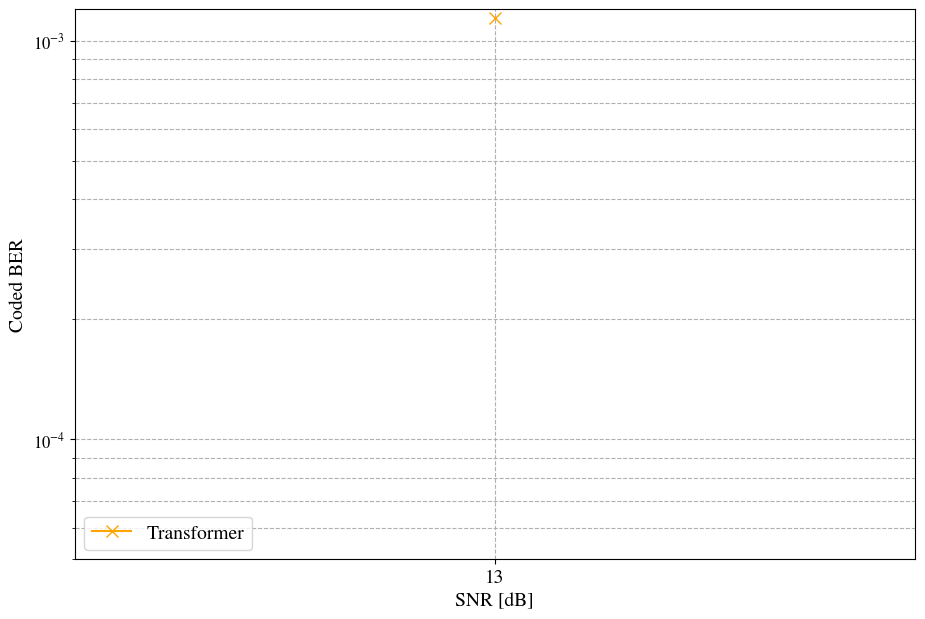 10⁻³
Coded BER
10⁻⁴
Transformer
13
SNR [dB]